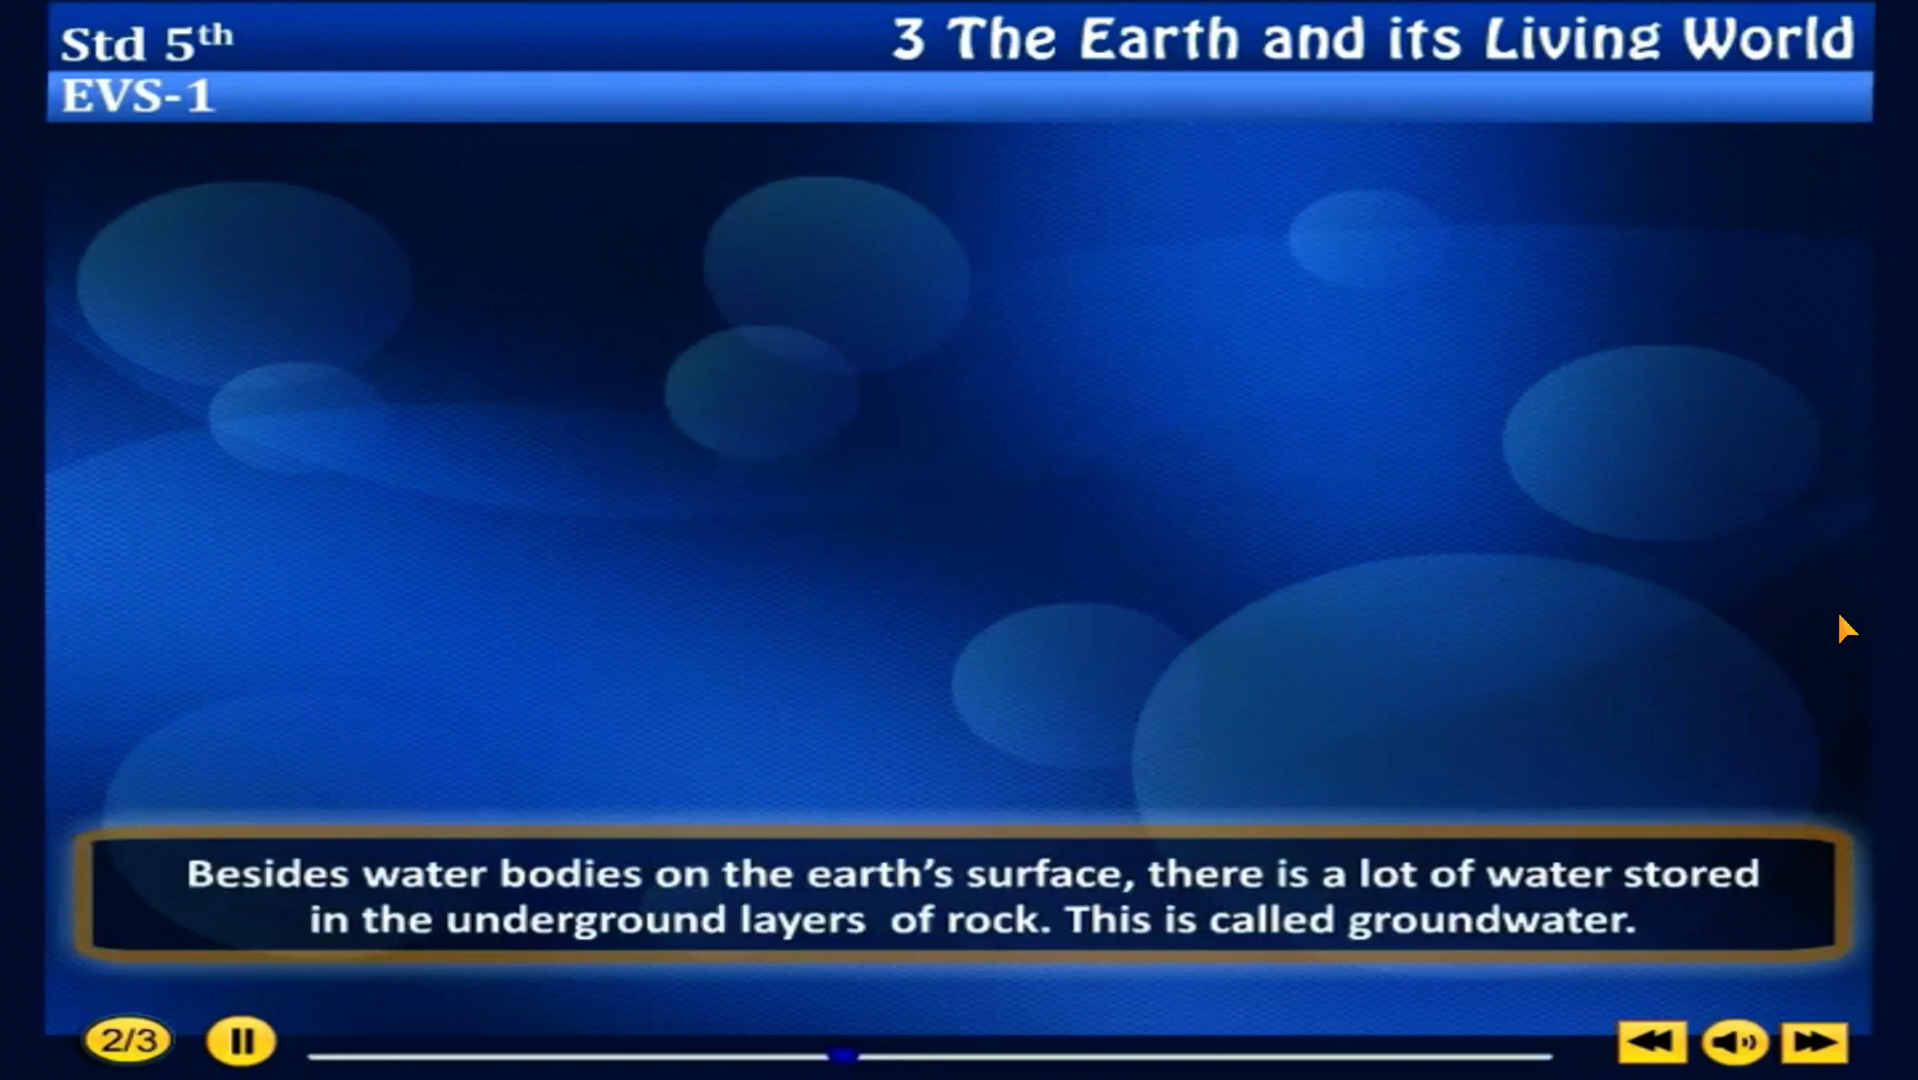 Std 5th
3 The Earth and its Living World
EVS-1
Besides water bodies on the earth's surface, there is a lot of water stored
in the underground layers of rock. This is called groundwater.
2/3